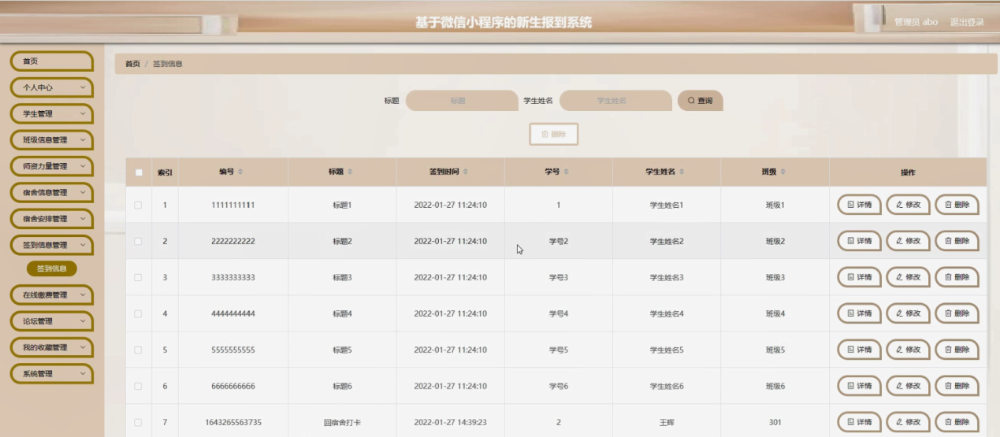 基于微信小程序的新生报到系统
管理员 abo 退出登录
首页
个人中心
学生管理
班级信息管理
师资力量管理
宿舍信息管理
宿舍安排管理
签到信息管理
签到信息
在线缴费管理
论坛管理
我的收藏管理
系统管理
首页 / 签到信息
标题 标题 学生姓名 学生姓名 查询
删除
索引 编号 标题 签到时间 学号 学生姓名 班级 操作
1 1111111111 标题1 2022-01-27 11:24:10 1 学生姓名1 班级1 详情 修改 删除
2 2222222222 标题2 2022-01-27 11:24:10 学号2 学生姓名2 班级2 详情 修改 删除
3 3333333333 标题3 2022-01-27 11:24:10 学号3 学生姓名3 班级3 详情 修改 删除
4 4444444444 标题4 2022-01-27 11:24:10 学号4 学生姓名4 班级4 详情 修改 删除
5 5555555555 标题5 2022-01-27 11:24:10 学号5 学生姓名5 班级5 详情 修改 删除
6 6666666666 标题6 2022-01-27 11:24:10 学号6 学生姓名6 班级6 详情 修改 删除
7 1643265563735 回宿舍打卡 2022-01-27 14:39:23 2 王辉 301 详情 修改 删除